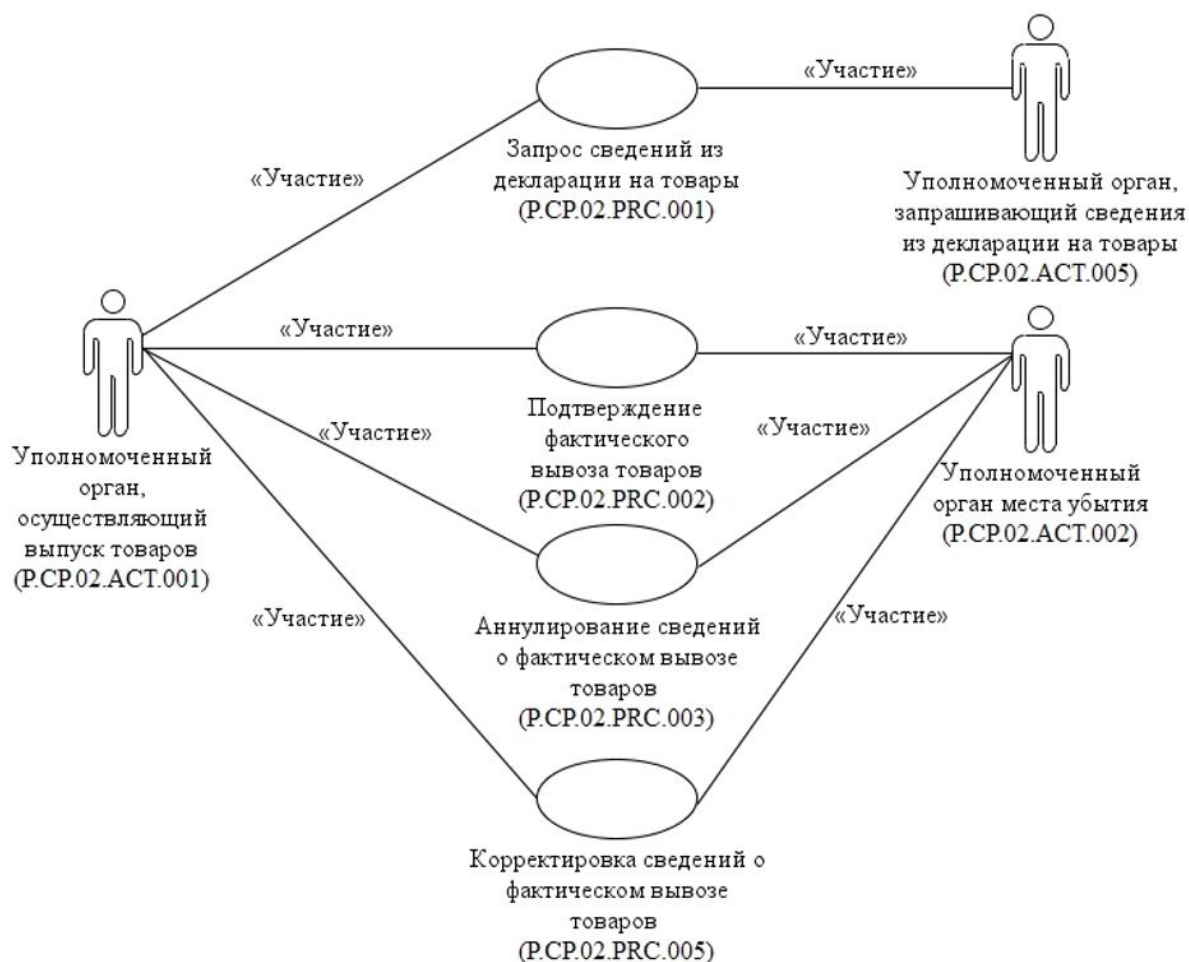 «Участие»
«Участие»
Запрос сведений из
декларации на товары
(P.CP.02.PRC.001)
Уполномоченный орган,
запрашивающий сведения
из декларации на товары
(P.CP.02.ACT.005)
«Участие»
«Участие»
Подтверждение
фактического
вывоза товаров
(P.CP.02.PRC.002)
«Участие»
«Участие»
Уполномоченный
орган,
осуществляющий
выпуск товаров
(P.CP.02.ACT.001)
Уполномоченный
орган места убытия
(P.CP.02.ACT.002)
«Участие»
«Участие»
Аннулирование сведений
о фактическом вывозе
товаров
(P.CP.02.PRC.003)
Корректировка сведений о
фактическом вывозе
товаров
(P.CP.02.PRC.005)